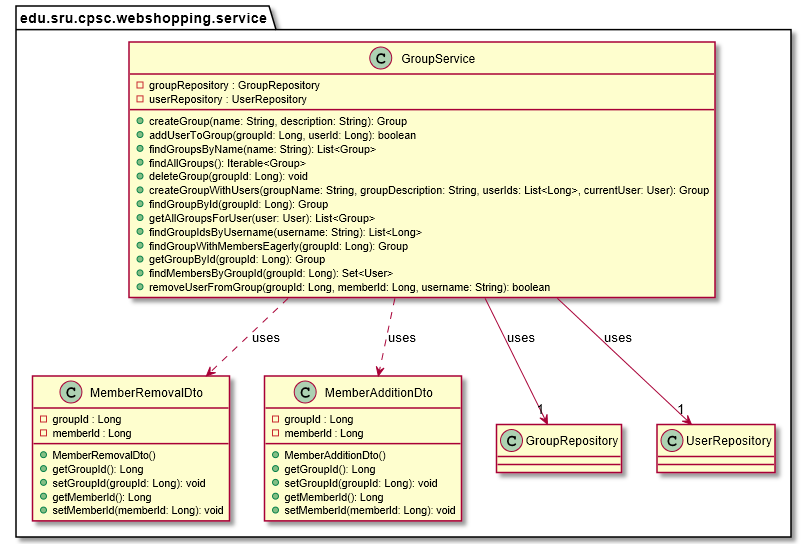 edu.sru.cpsc.webshopping.service
C GroupService
groupRepository : GroupRepository
userRepository : UserRepository
createGroup(name: String, description: String): Group
addUserToGroup(groupId: Long, userId: Long): boolean
findGroupsByName(name: String): List<Group>
findAllGroups(): Iterable<Group>
deleteGroup(groupId: Long): void
createGroupWithUsers(groupName: String, groupDescription: String, userIds: List<Long>, currentUser: User): Group
findGroupById(groupId: Long): Group
getAllGroupsForUser(user: User): List<Group>
findGroupIdsByUsername(username: String): List<Long>
findGroupWithMembersEagerly(groupId: Long): Group
getGroupById(groupId: Long): Group
findMembersByGroupId(groupId: Long): Set<User>
removeUserFromGroup(groupId: Long, memberId: Long, username: String): boolean
uses
uses
uses
uses
1
1
C MemberRemovalDto
groupId : Long
memberId : Long
MemberRemovalDto()
getGroupId(): Long
setGroupId(groupId: Long): void
getMemberId(): Long
setMemberId(memberId: Long): void
C MemberAdditionDto
groupId : Long
memberId : Long
MemberAdditionDto()
getGroupId(): Long
setGroupId(groupId: Long): void
getMemberId(): Long
setMemberId(memberId: Long): void
C GroupRepository
C UserRepository